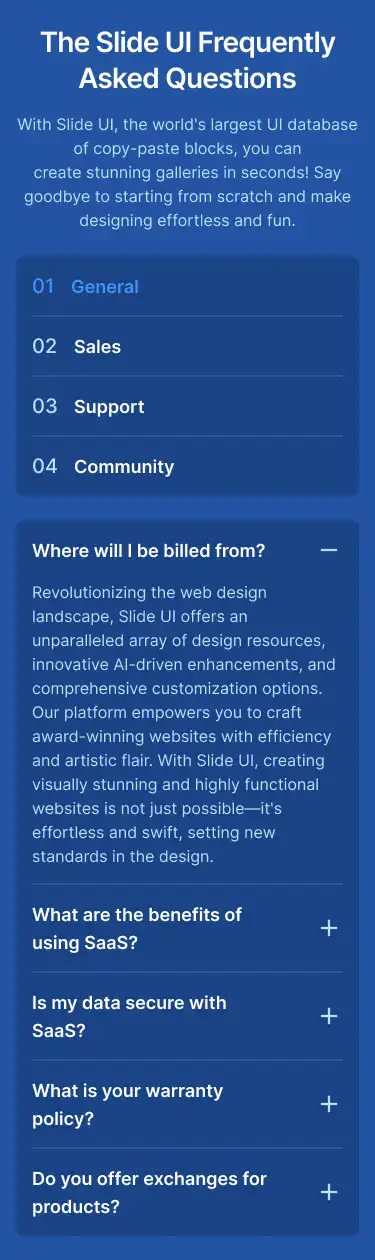 The Slide UI Frequently
Asked Questions
With Slide UI, the world's largest UI database
of copy-paste blocks, you can
create stunning galleries in seconds! Say
goodbye to starting from scratch and make
designing effortless and fun.
01 General
02 Sales
03 Support
04 Community
Where will I be billed from?
Revolutionizing the web design
landscape, Slide UI offers an
unparalleled array of design resources,
innovative AI-driven enhancements, and
comprehensive customization options.
Our platform empowers you to craft
award-winning websites with efficiency
and artistic flair. With Slide UI, creating
visually stunning and highly functional
websites is not just possible—it's
effortless and swift, setting new
standards in the design.
What are the benefits of
using SaaS?
Is my data secure with
SaaS?
What is your warranty
policy?
Do you offer exchanges for
products?